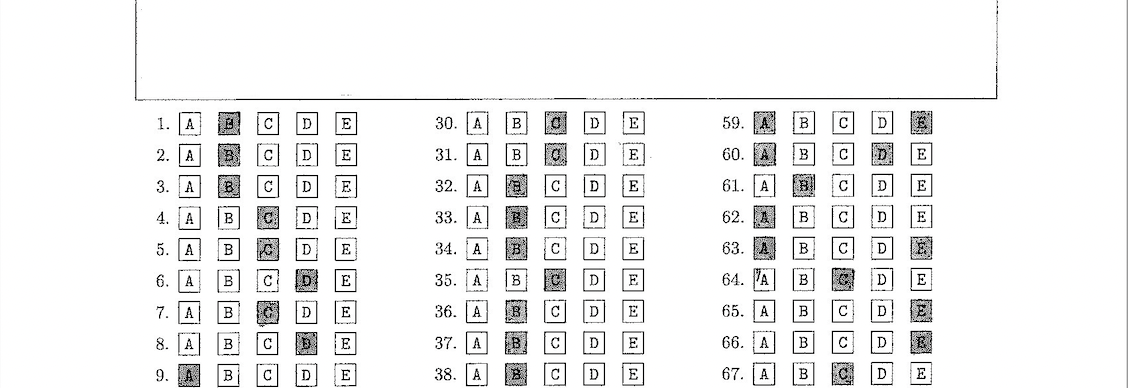 1. A B C D E 30. A B C D E 59. A B C D E
2. A B C D E 31. A B C D E 60. A B C D E
3. A B C D E 32. A B C D E 61. A B C D E
4. A B C D E 33. A B C D E 62. A B C D E
5. A B C D E 34. A B C D E 63. A B C D E
6. A B C D E 35. A B C D E 64. A B C D E
7. A B C D E 36. A B C D E 65. A B C D E
8. A B C D E 37. A B C D E 66. A B C D E
9. A B C D E 38. A B C D E 67. A B C D E